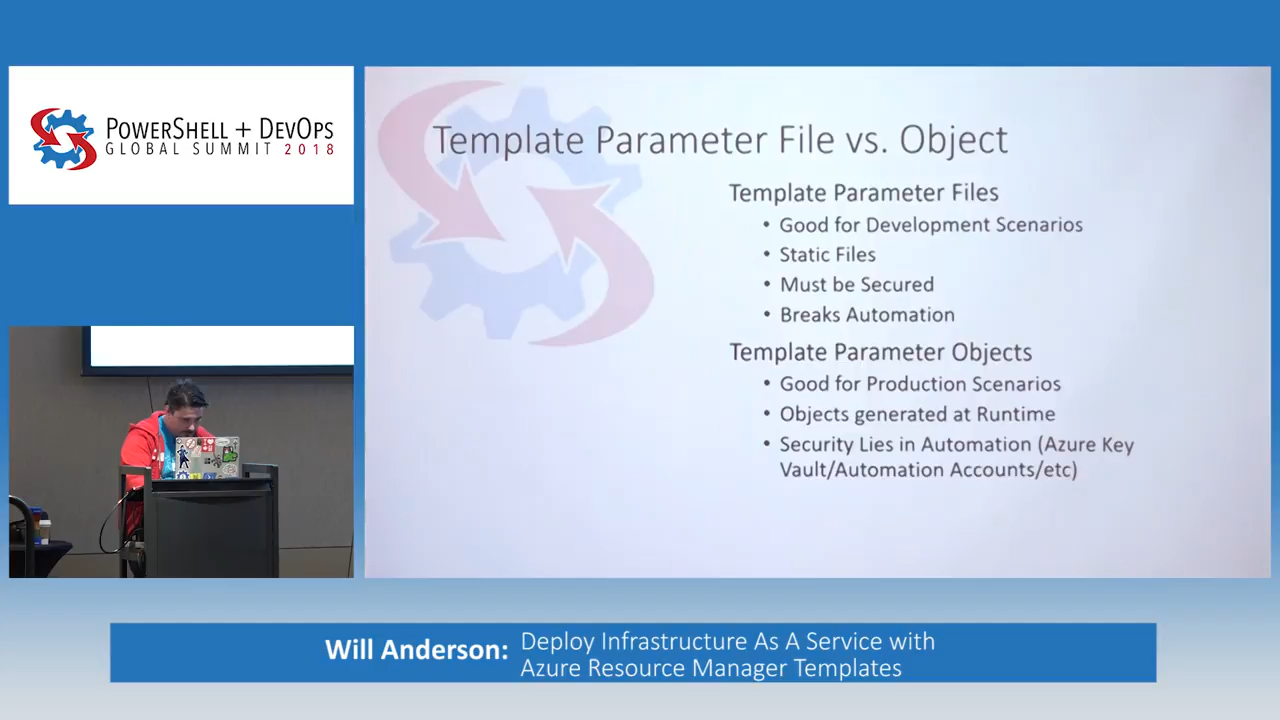 POWERSHELL + DEVOPS
GLOBAL SUMMIT 2018
Template Parameter File vs. Object
Template Parameter Files
• Good for Development Scenarios
• Static Files
• Must be Secured
• Breaks Automation
Template Parameter Objects
• Good for Production Scenarios
• Objects generated at Runtime
• Security Lies in Automation (Azure Key
Vault/Automation Accounts/etc)
Will Anderson:
Deploy Infrastructure As A Service with
Azure Resource Manager Templates